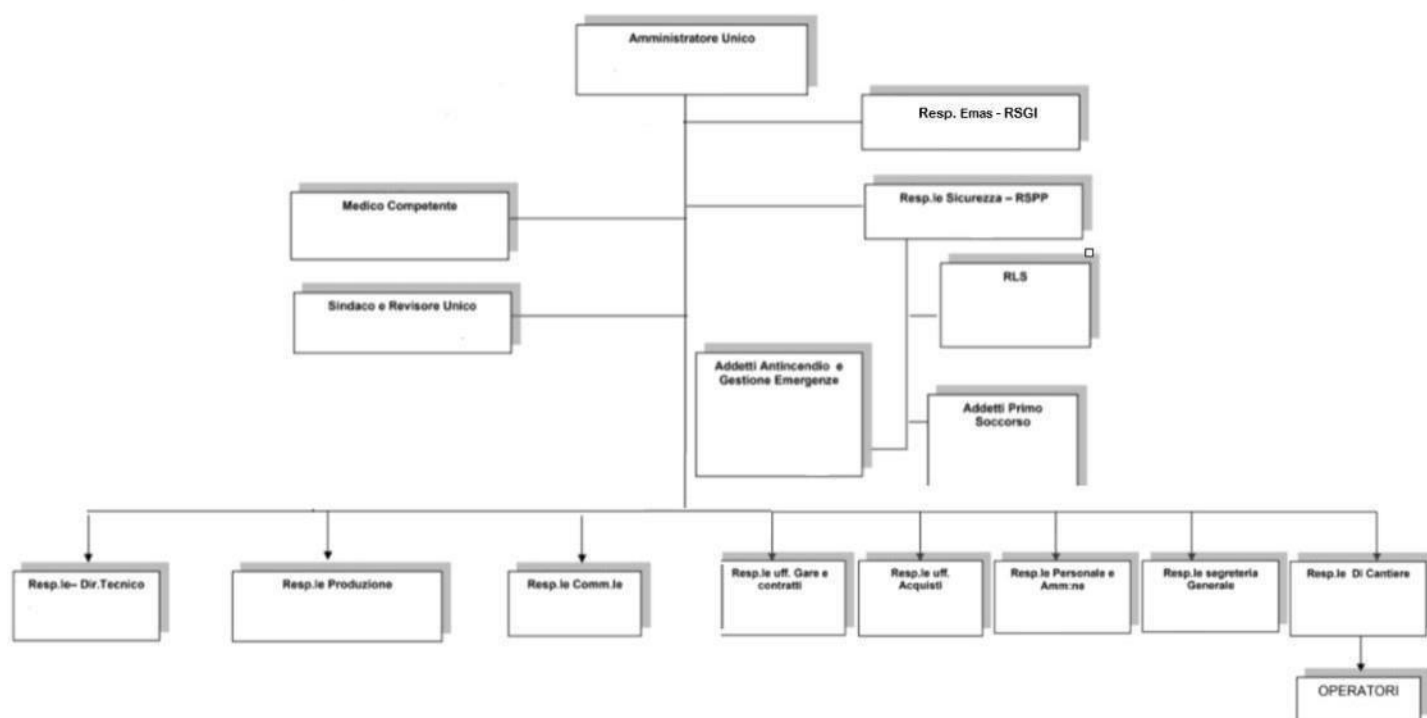 Amministratore Unico
Resp. Emas - RSGI
Medico Competente
Resp.le Sicurezza – RSPP
RLS
Sindaco e Revisore Unico
Addetti Antincendio e
Gestione Emergenze
Addetti Primo
Soccorso
Resp.le– Dir.Tecnico
Resp.le Produzione
Resp.le Comm.le
Resp.le uff. Gare e
contratti
Resp.le uff.
Acquisti
Resp.le Personale e
Amm:ne
Resp.le segreteria
Generale
Resp.le Di Cantiere
OPERATORI